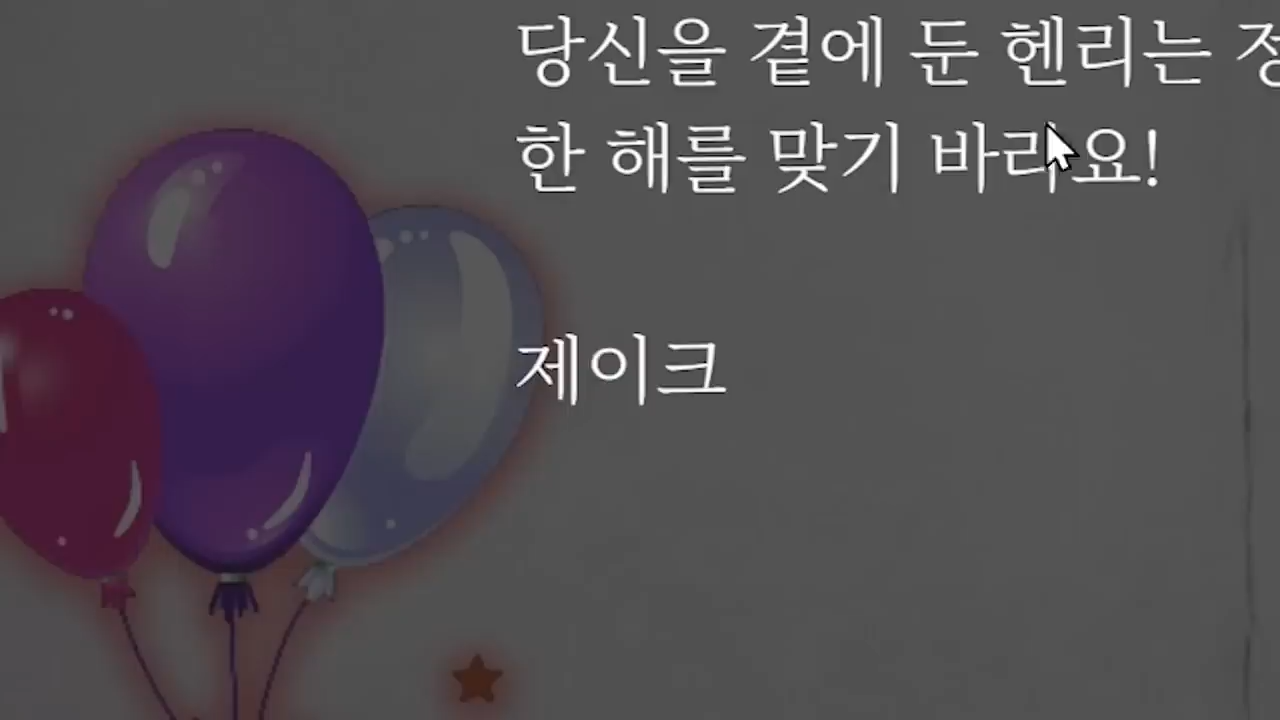 당신을 곁에 둔 헨리는
한 해를 맞기 바라요!
제이크